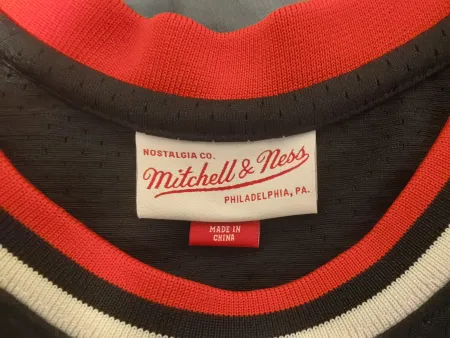 NOSTALGIA CO.
Mitchell & Ness
PHILADELPHIA, PA.
MADE IN
CHINA